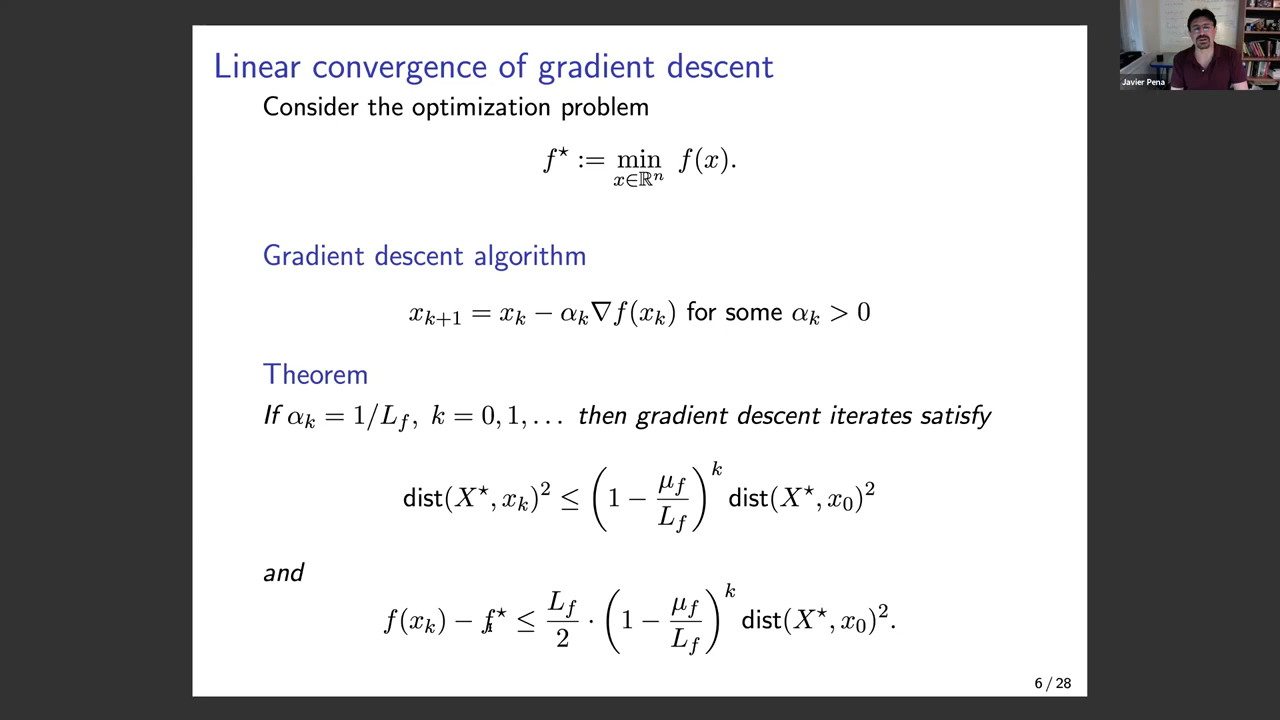 Linear convergence of gradient descent
Consider the optimization problem
f⋆ := min_{x∈ℝⁿ} f(x).
Gradient descent algorithm
x_{k+1} = x_k − α_k∇f(x_k) for some α_k > 0
Theorem
If α_k = 1/L_f, k = 0, 1, . . . then gradient descent iterates satisfy
dist(X⋆, x_k)² ≤ (1 − μ_f/L_f)^k dist(X⋆, x_0)²
and
f(x_k) − f⋆ ≤ L_f/2 · (1 − μ_f/L_f)^k dist(X⋆, x_0)².
6 / 28
Javier Pena